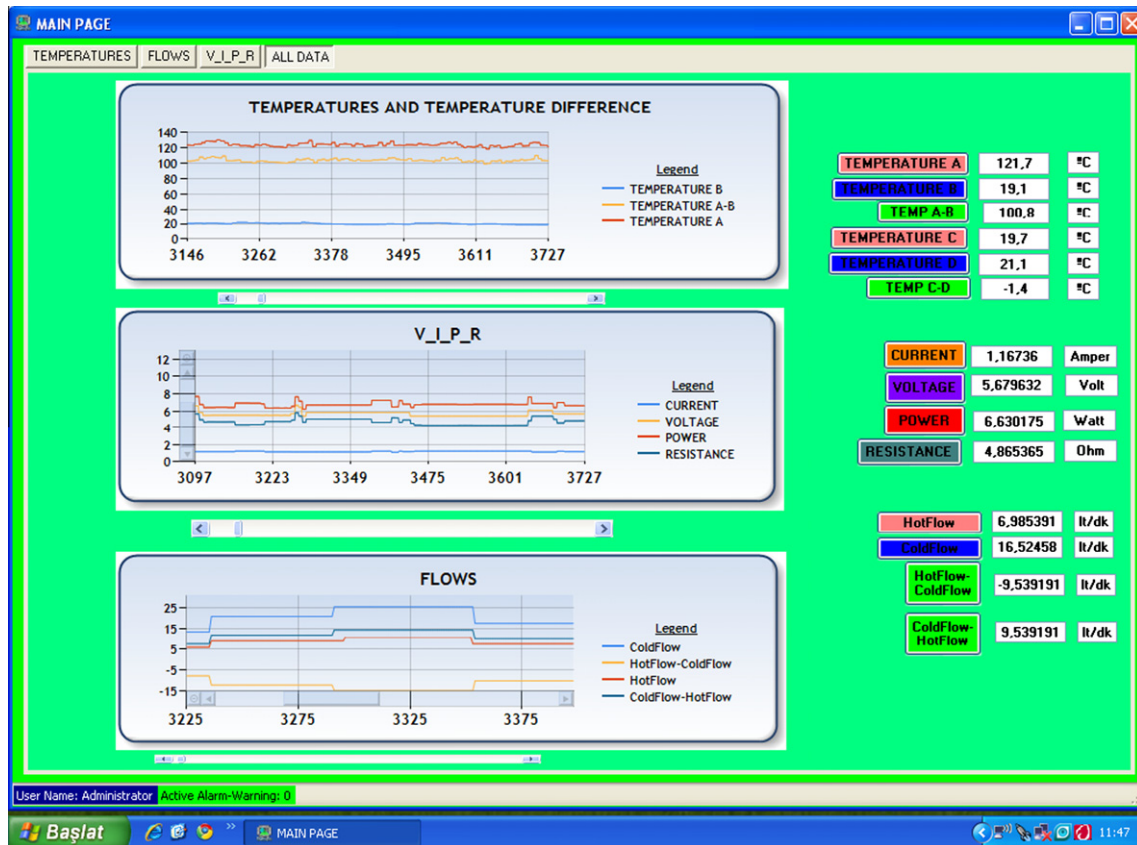 MAIN PAGE
TEMPERATURES FLOWS V_I_P_R ALL DATA
TEMPERATURES AND TEMPERATURE DIFFERENCE
140
120
100
80
60
40
20
0
3146 3262 3378 3495 3611 3727
Legend
TEMPERATURE B
TEMPERATURE A-B
TEMPERATURE A
V_I_P_R
12
10
8
6
4
2
0
3097 3223 3349 3475 3601 3727
Legend
CURRENT
VOLTAGE
POWER
RESISTANCE
FLOWS
25
15
5
-5
-15
3225 3275 3325 3375
Legend
ColdFlow
HotFlow-ColdFlow
HotFlow
ColdFlow-HotFlow
TEMPERATURE A 121,7 ºC
TEMPERATURE B 19,1 ºC
TEMP A-B 100,8 ºC
TEMPERATURE C 19,7 ºC
TEMPERATURE D 21,1 ºC
TEMP C-D -1,4 ºC
CURRENT 1,16736 Amper
VOLTAGE 5,679632 Volt
POWER 6,630175 Watt
RESISTANCE 4,865365 Ohm
HotFlow 6,985391 lt/dk
ColdFlow 16,52458 lt/dk
HotFlow-
ColdFlow -9,539191 lt/dk
ColdFlow-
HotFlow 9,539191 lt/dk
User Name: Administrator Active Alarm-Warning: 0
Başlat MAIN PAGE 11:47